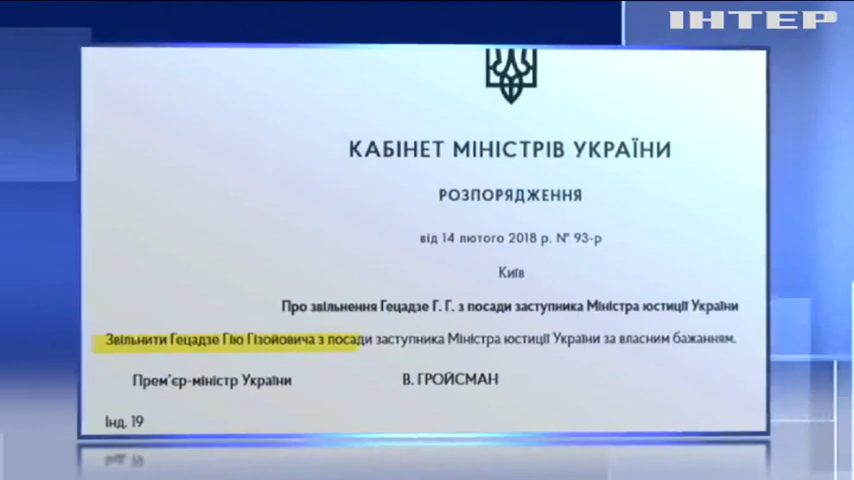 ІНТЕР
КАБІНЕТ МІНІСТРІВ УКРАЇНИ
РОЗПОРЯДЖЕННЯ
від 14 лютого 2018 р. № 93-р
Київ
Про звільнення Гецадзе Г. Г. з посади заступника Міністра юстиції України
Звільнити Гецадзе Гію Гізойовича з посади заступника Міністра юстиції України за власним бажанням.
Прем'єр-міністр України В. ГРОЙСМАН
Інд. 19